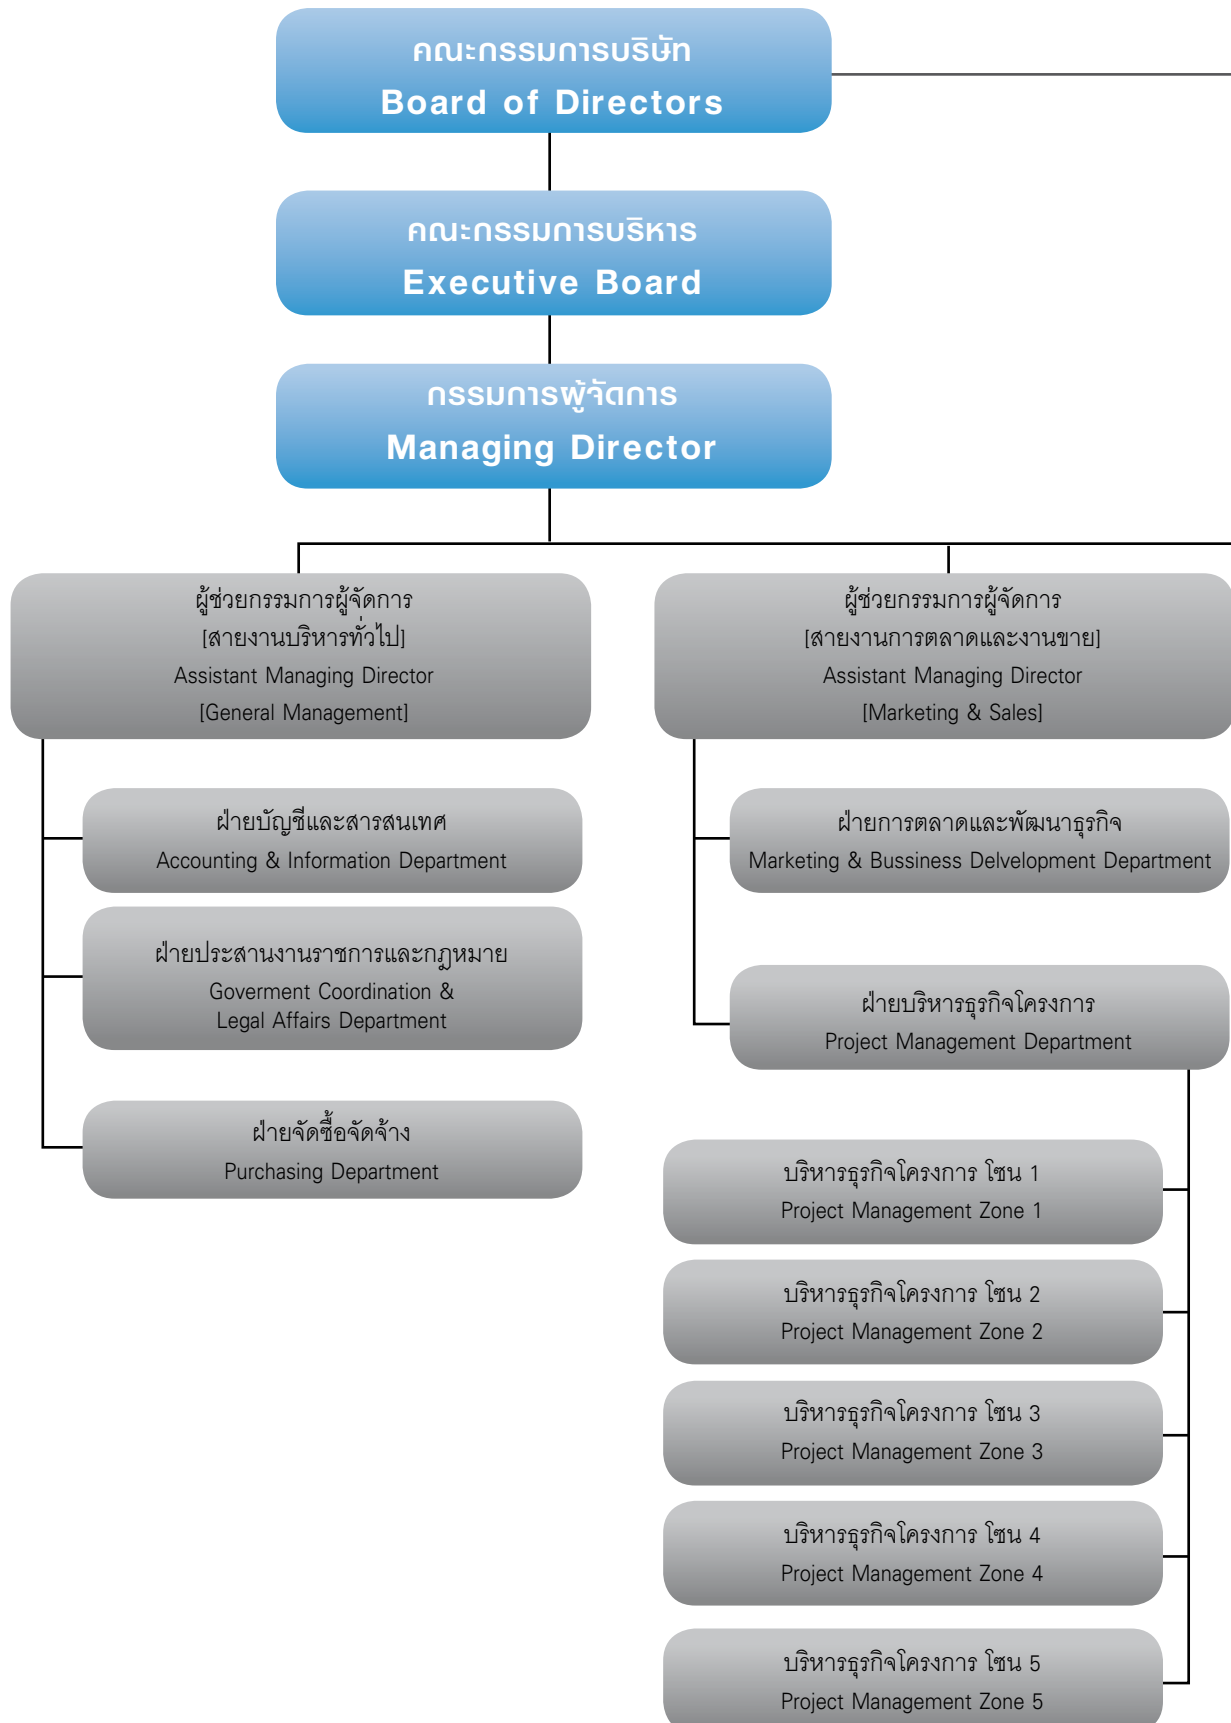 คณะกรรมการบริษัท
Board of Directors
คณะกรรมการบริหาร
Executive Board
กรรมการผู้จัดการ
Managing Director
ผู้ช่วยกรรมการผู้จัดการ
[สายงานบริหารทั่วไป]
Assistant Managing Director
[General Management]
ฝ่ายบัญชีและสารสนเทศ
Accounting & Information Department
ฝ่ายประสานงานราชการและกฎหมาย
Goverment Coordination &
Legal Affairs Department
ฝ่ายจัดซื้อจัดจ้าง
Purchasing Department
ผู้ช่วยกรรมการผู้จัดการ
[สายงานการตลาดและงานขาย]
Assistant Managing Director
[Marketing & Sales]
ฝ่ายการตลาดและพัฒนาธุรกิจ
Marketing & Bussiness Delvelopment Department
ฝ่ายบริหารธุรกิจโครงการ
Project Management Department
บริหารธุรกิจโครงการ โซน 1
Project Management Zone 1
บริหารธุรกิจโครงการ โซน 2
Project Management Zone 2
บริหารธุรกิจโครงการ โซน 3
Project Management Zone 3
บริหารธุรกิจโครงการ โซน 4
Project Management Zone 4
บริหารธุรกิจโครงการ โซน 5
Project Management Zone 5